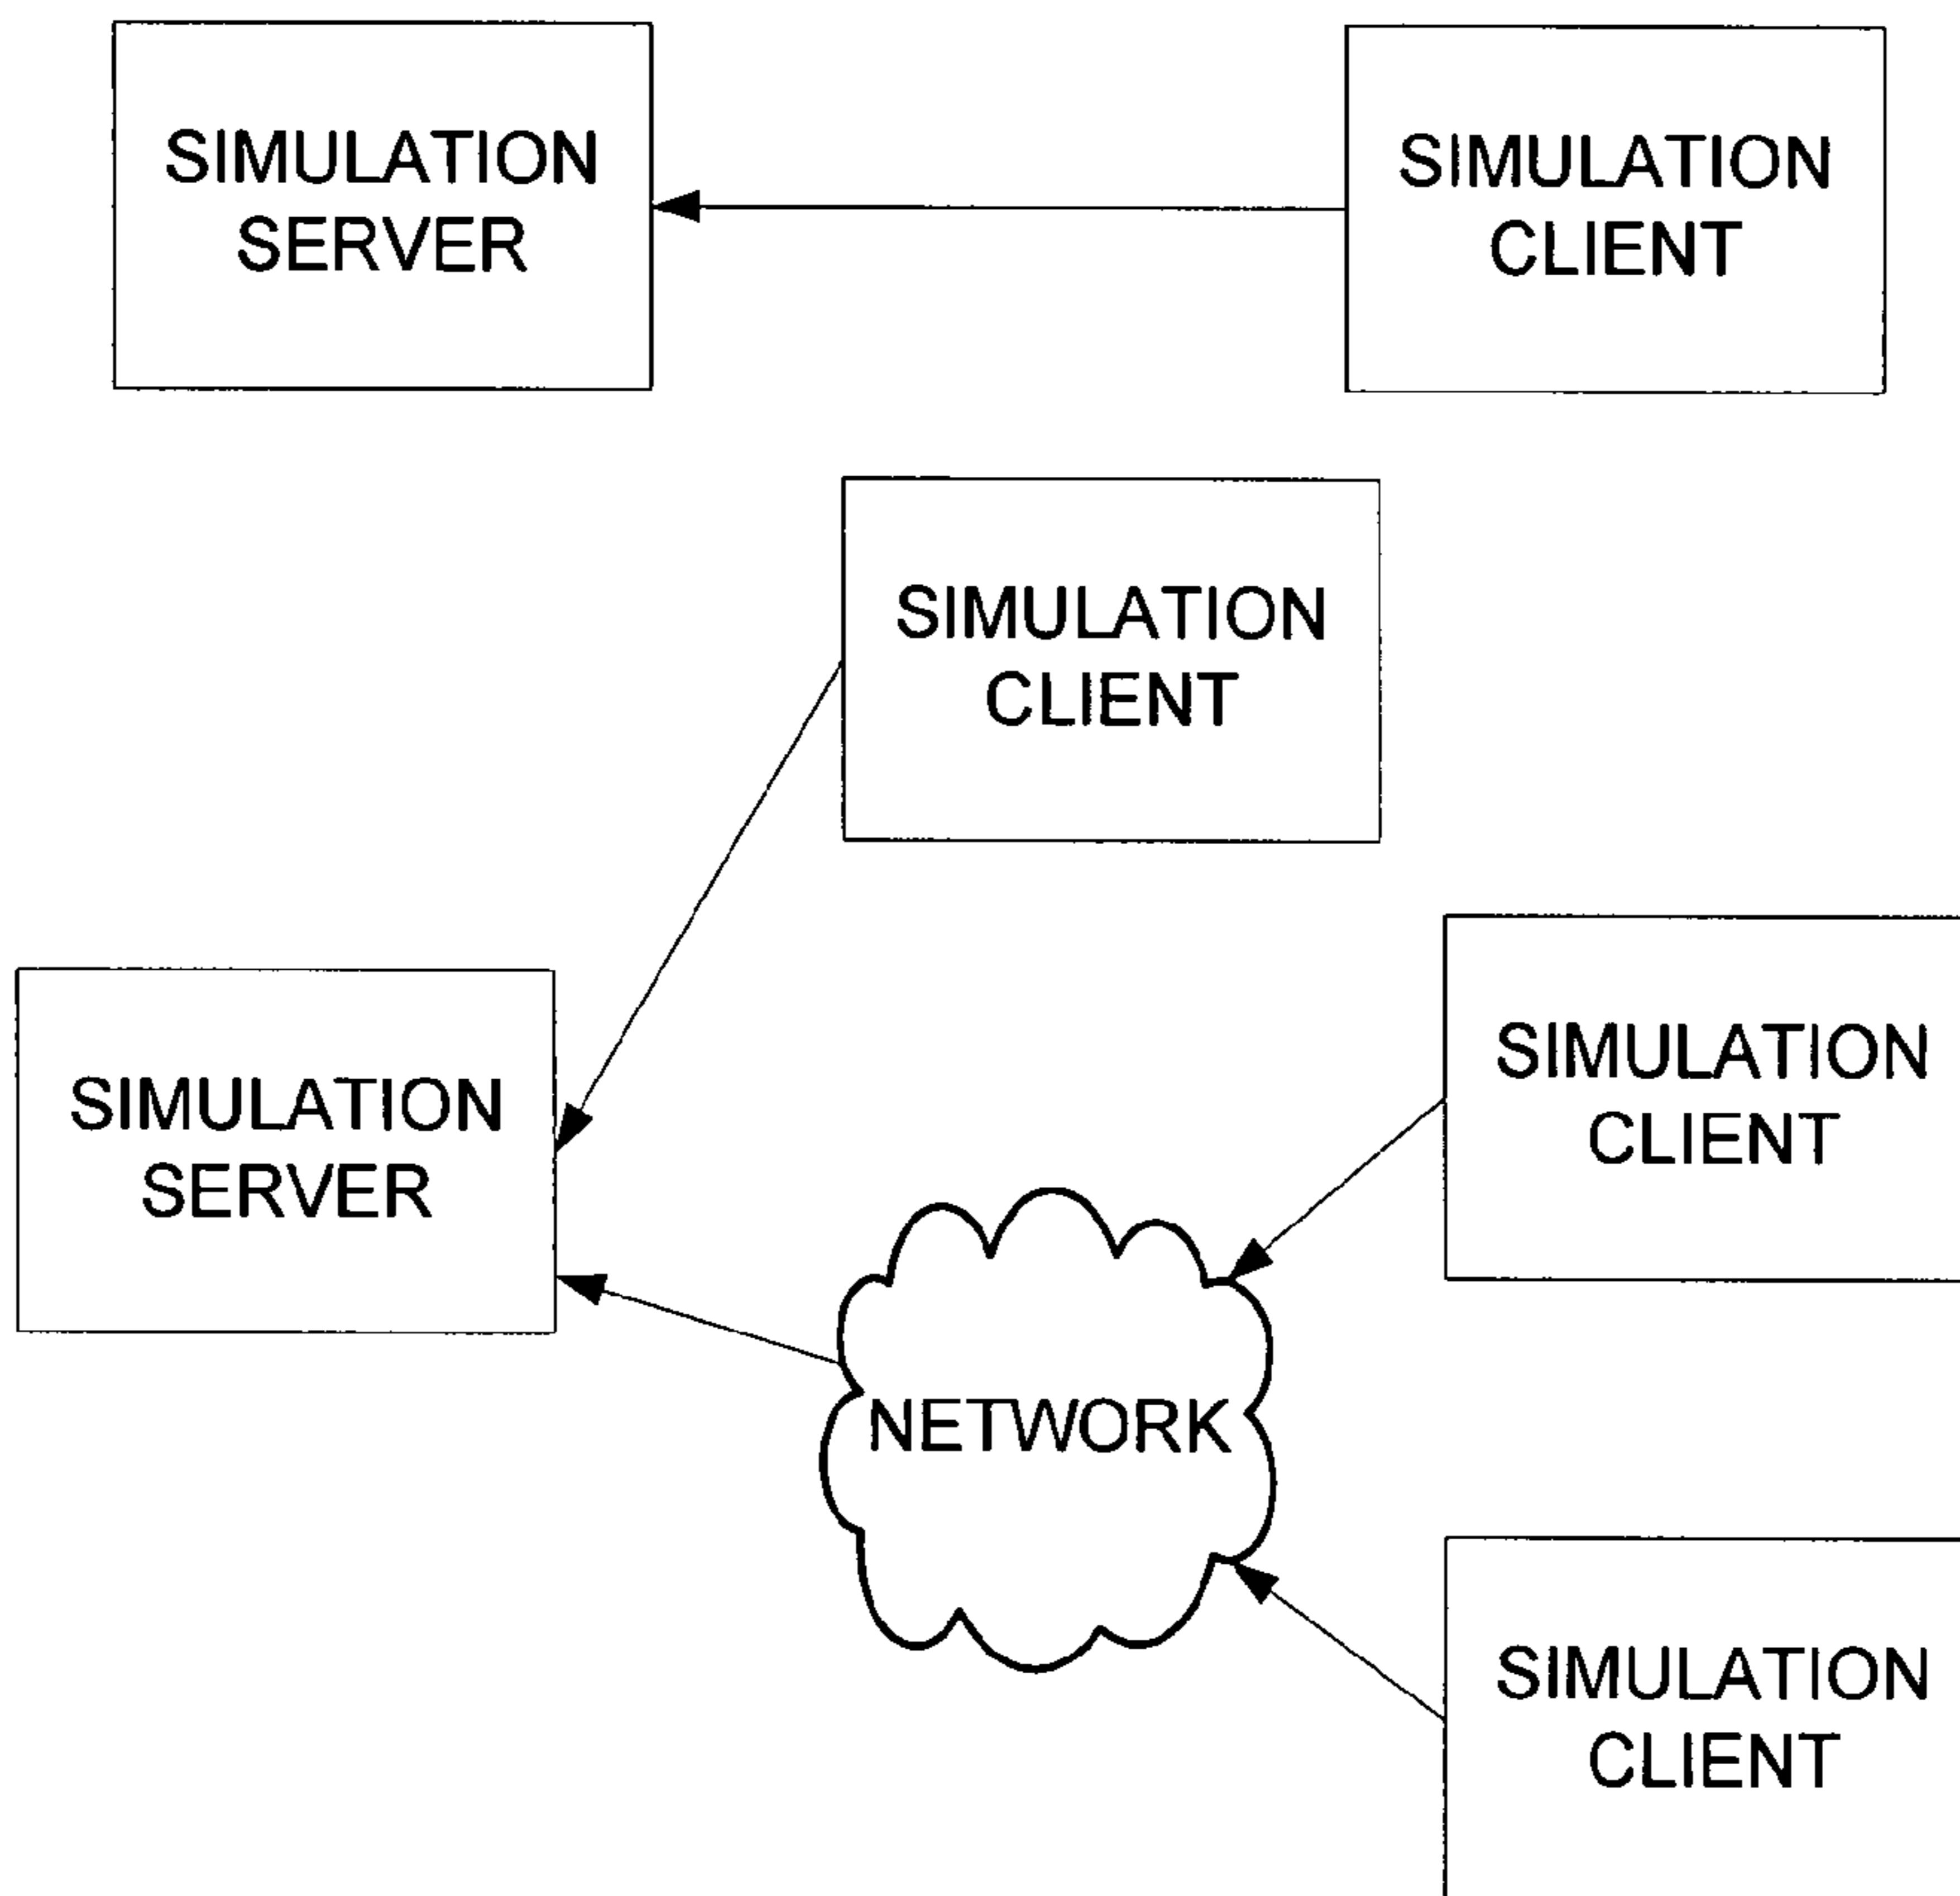 SIMULATION
SERVER
SIMULATION
CLIENT
SIMULATION
CLIENT
SIMULATION
SERVER
SIMULATION
CLIENT
NETWORK
SIMULATION
CLIENT